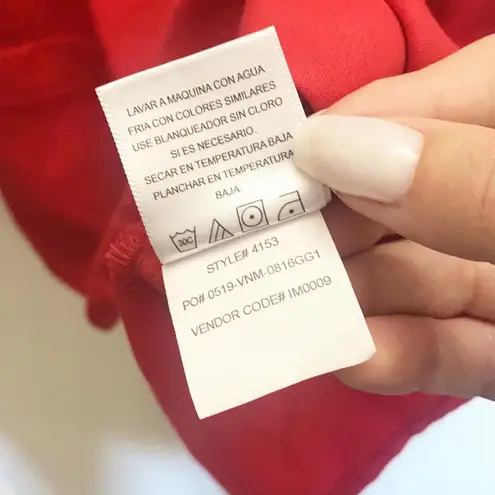 LAVAR A MAQUINA CON AGUA
FRIA CON COLORES SIMILARES
USE BLANQUEADOR SIN CLORO
SI ES NECESARIO.
SECAR EN TEMPERATURA BAJA
PLANCHAR EN TEMPERATURA
BAJA.
30C
STYLE# 4153
PO# 0519-VNM-0816GG1
VENDOR CODE# IM0009